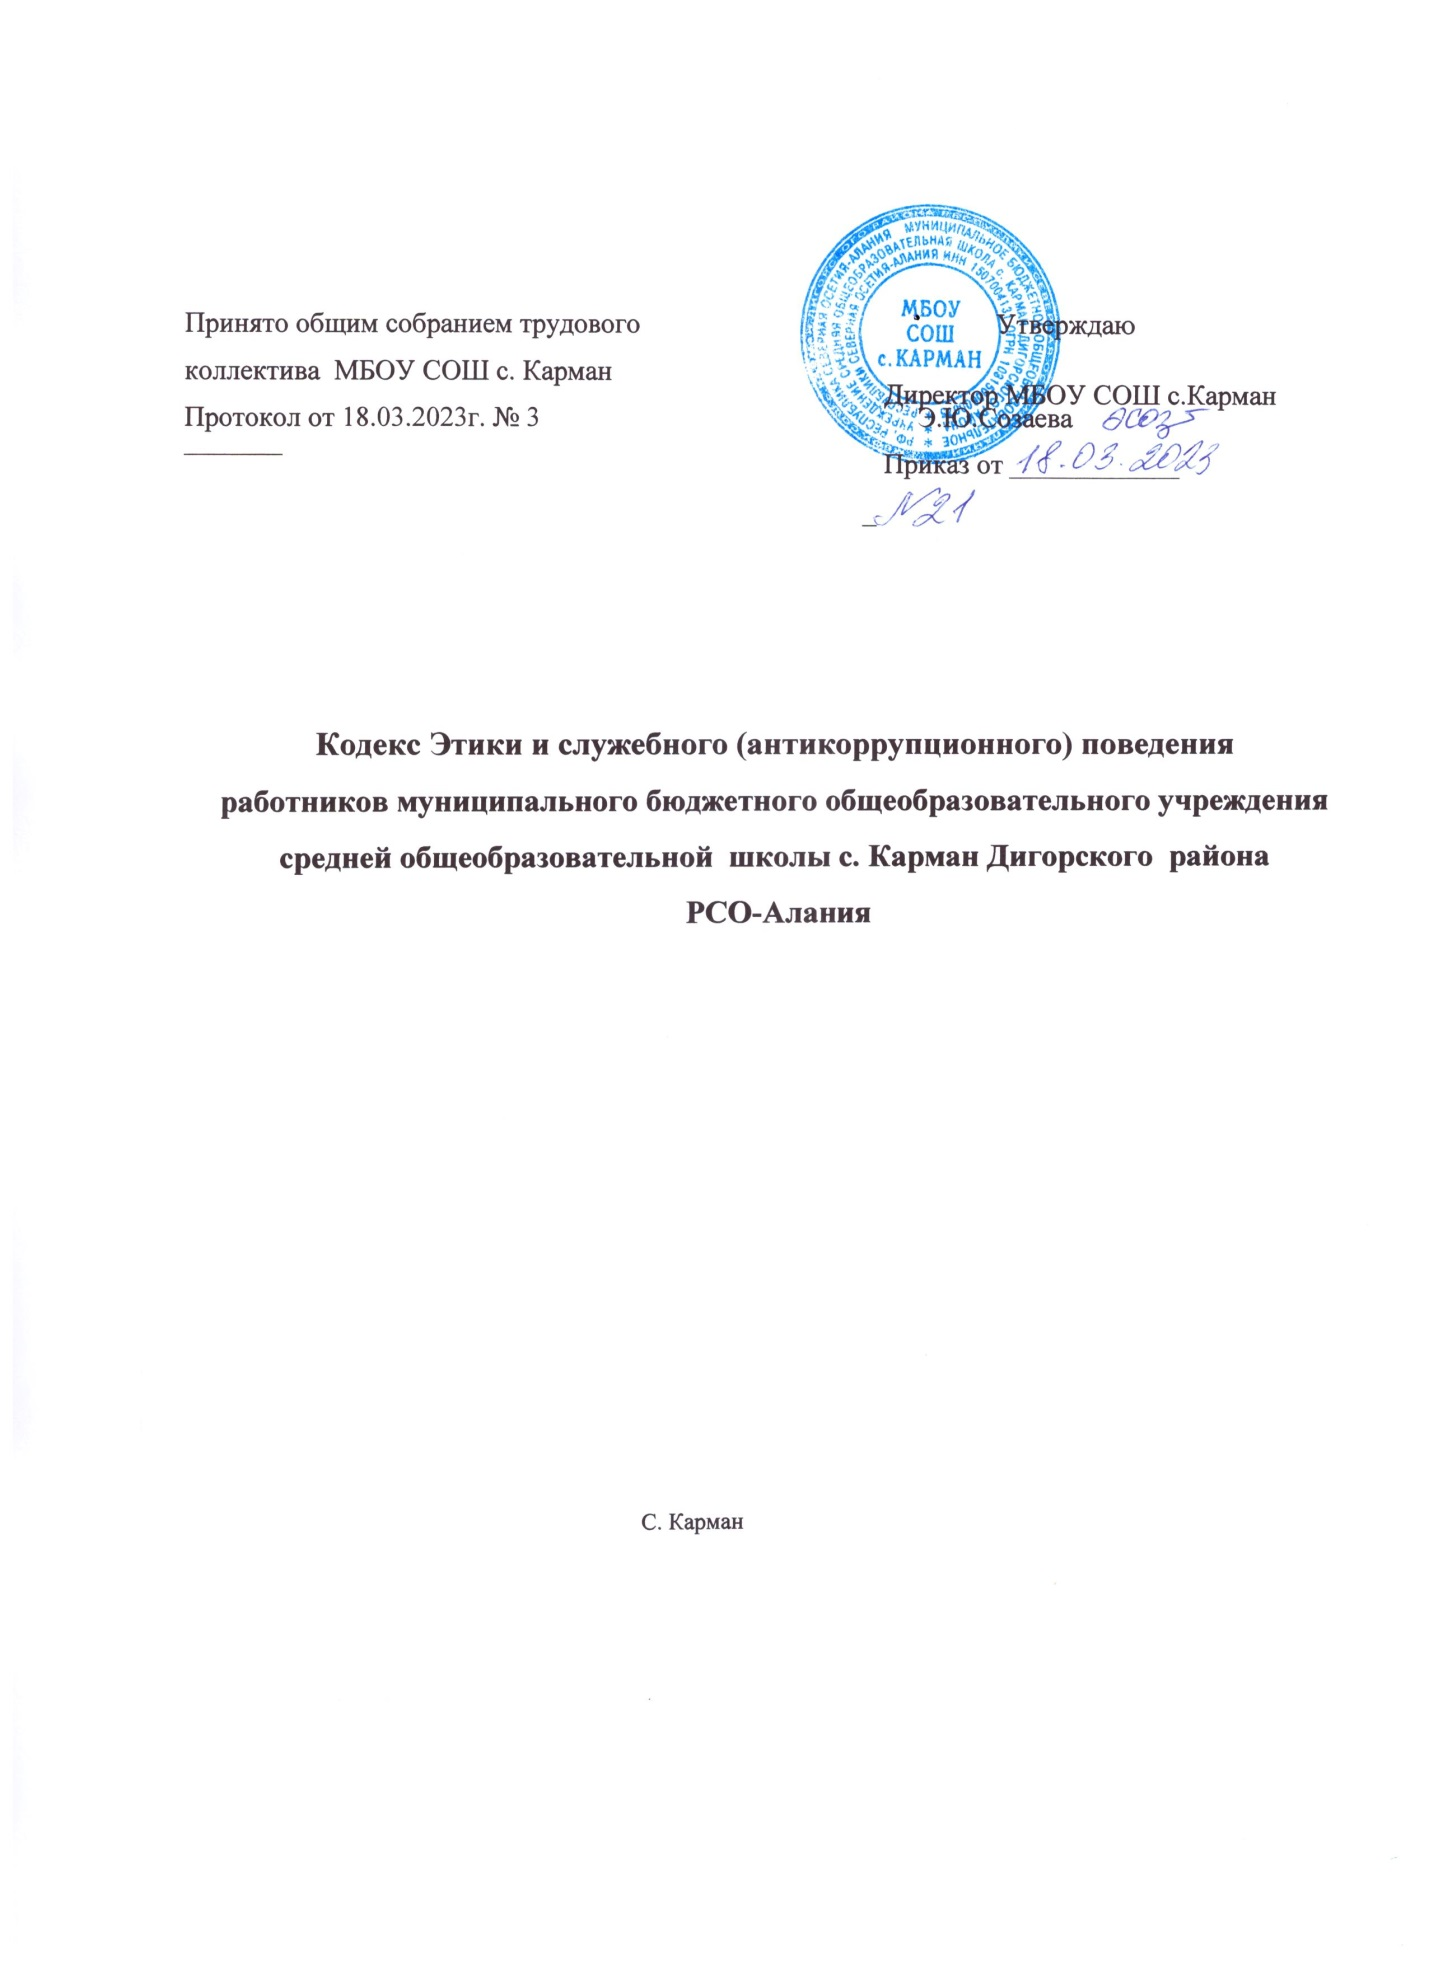 Принято общим собранием трудового
коллектива МБОУ СОШ с. Карман
Протокол от 18.03.2023г. № 3
МБОУ
СОШ
с. КАРМАН
Утверждаю
Директор МБОУ СОШ с.Карман
Э.Ю.Созаева
Приказ от 18.03.2023
№21
Кодекс Этики и служебного (антикоррупционного) поведения
работников муниципального бюджетного общеобразовательного учреждения
средней общеобразовательной школы с. Карман Дигорского района
РСО-Алания
С. Карман